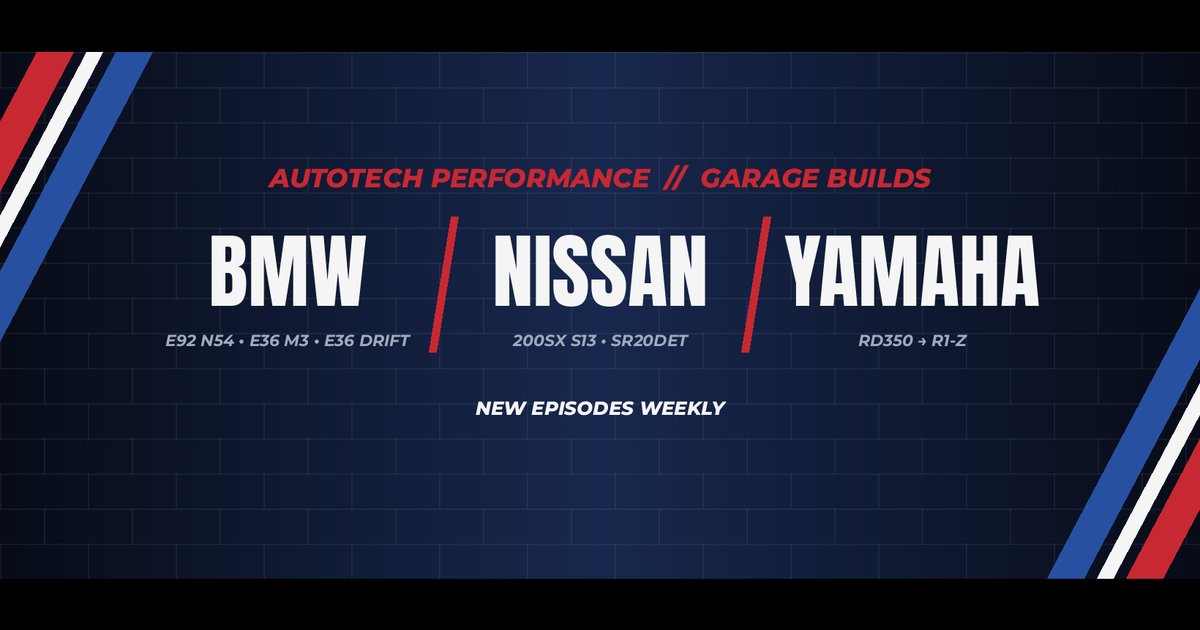 AUTOTECH PERFORMANCE // GARAGE BUILDS
BMW / NISSAN / YAMAHA
E92 N54 • E36 M3 • E36 DRIFT 200SX S13 • SR20DET RD350 → R1-Z
NEW EPISODES WEEKLY